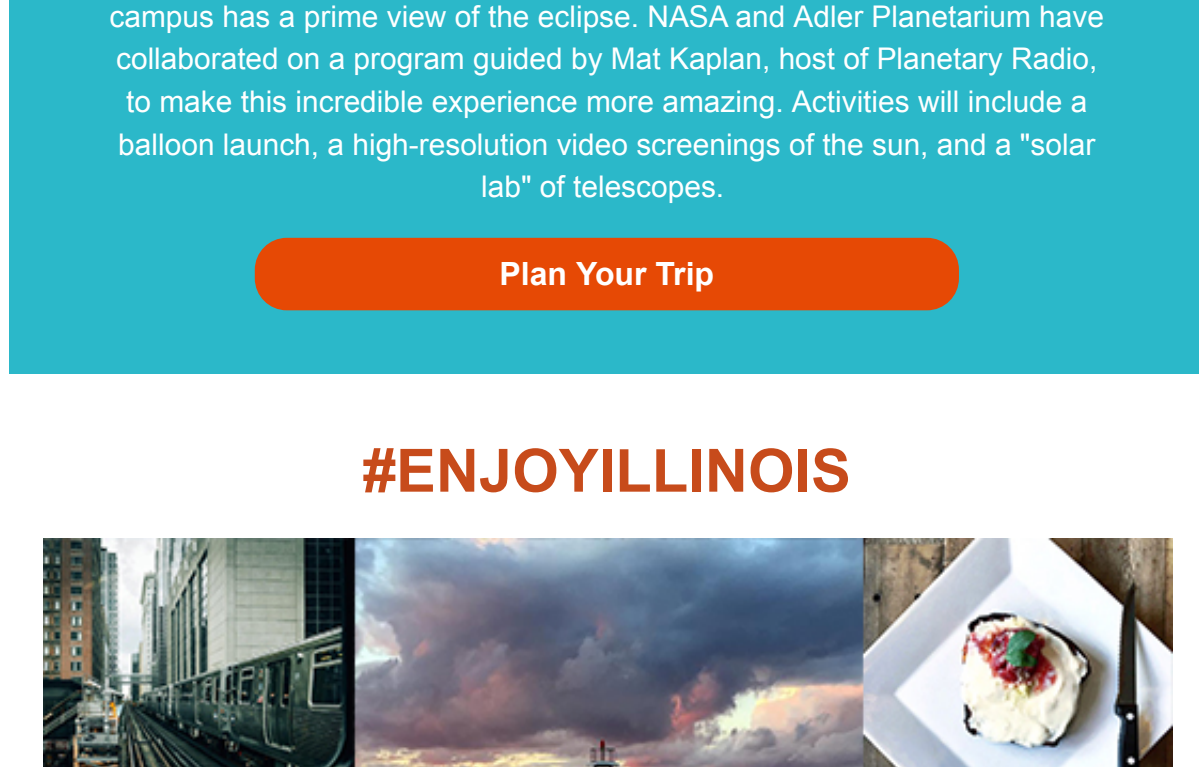 campus has a prime view of the eclipse. NASA and Adler Planetarium have
collaborated on a program guided by Mat Kaplan, host of Planetary Radio,
to make this incredible experience more amazing. Activities will include a
balloon launch, a high-resolution video screenings of the sun, and a "solar
lab" of telescopes.
Plan Your Trip
#ENJOYILLINOIS